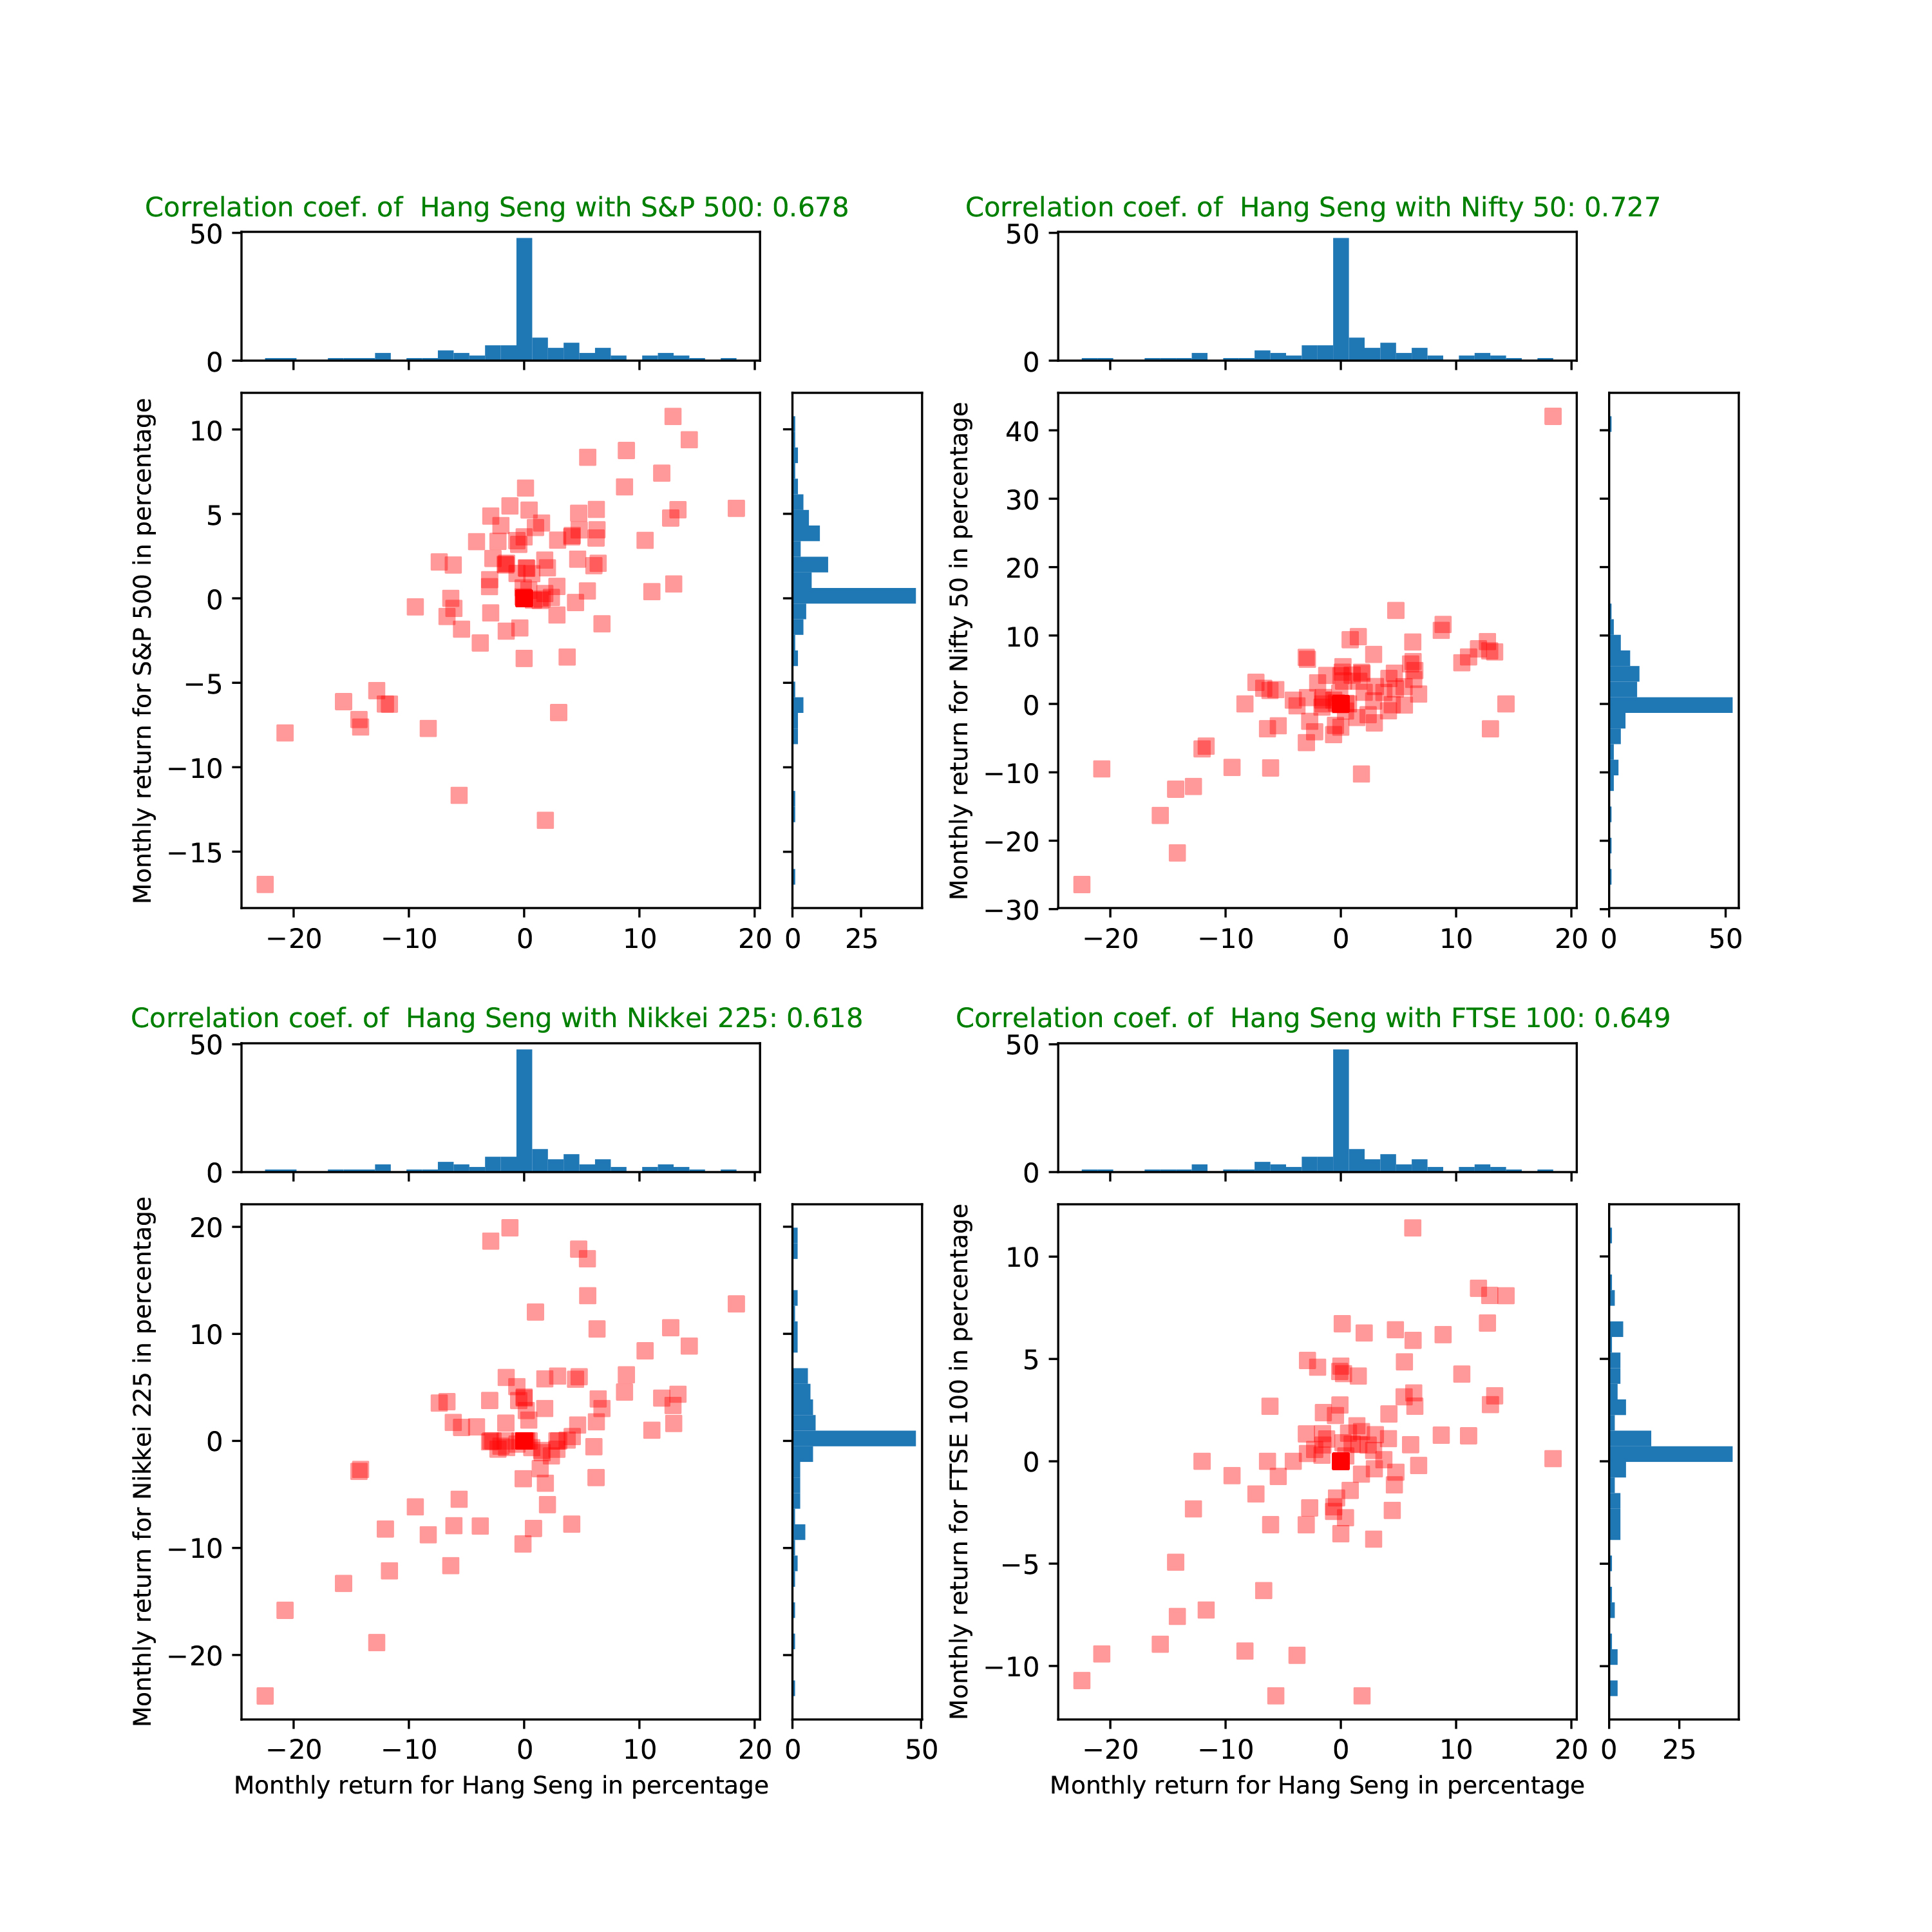 Correlation coef. of  Hang Seng with S&P 500: 0.678
50
0
Monthly return for S&P 500 in percentage
10
5
0
−5
−10
−15
−20 −10 0 10 20
0 25
Correlation coef. of  Hang Seng with Nifty 50: 0.727
50
0
Monthly return for Nifty 50 in percentage
40
30
20
10
0
−10
−20
−30
−20 −10 0 10 20
0 50
Correlation coef. of  Hang Seng with Nikkei 225: 0.618
50
0
Monthly return for Nikkei 225 in percentage
20
10
0
−10
−20
−20 −10 0 10 20
0 50
Monthly return for Hang Seng in percentage
Correlation coef. of  Hang Seng with FTSE 100: 0.649
50
0
Monthly return for FTSE 100 in percentage
10
5
0
−5
−10
−20 −10 0 10 20
0 25
Monthly return for Hang Seng in percentage